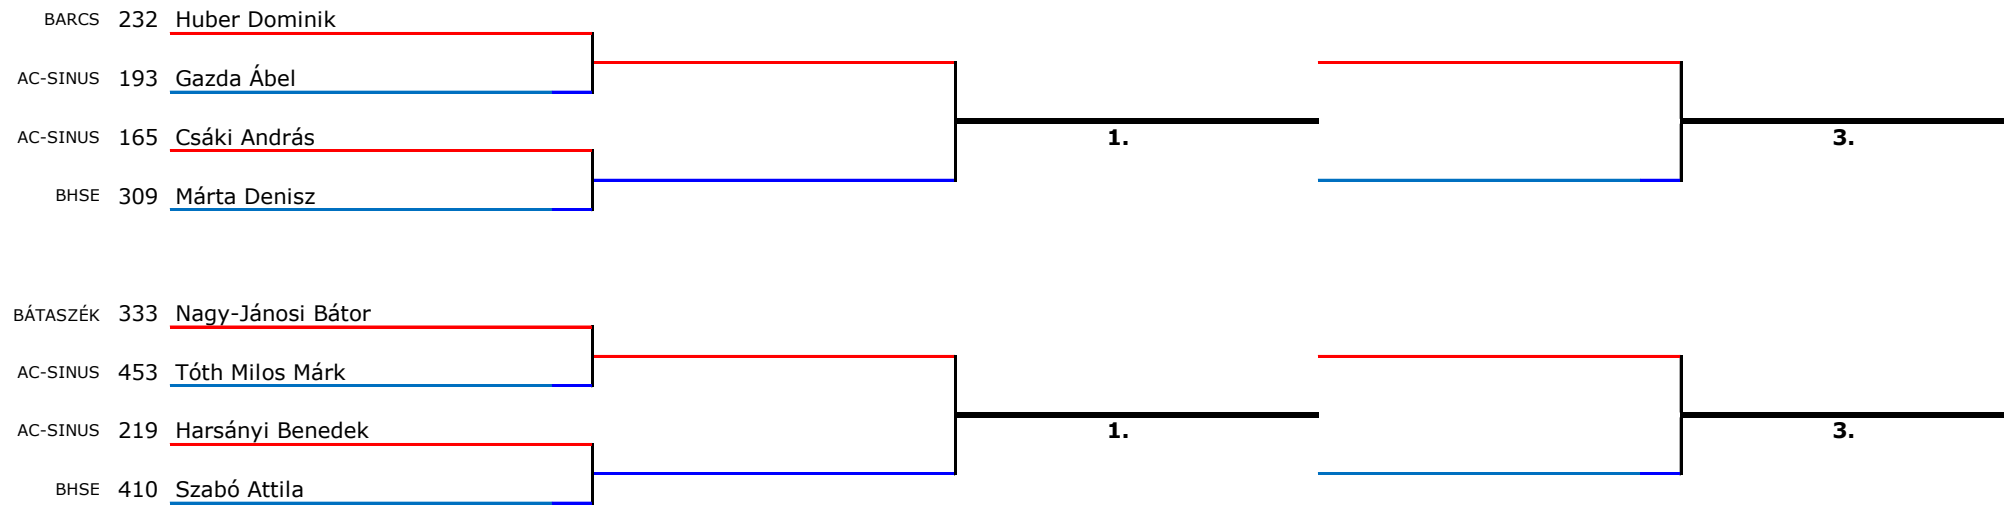 BARCS 232 Huber Dominik
AC-SINUS 193 Gazda Ábel
AC-SINUS 165 Csáki András
1. 3.
BHSE 309 Márta Denisz
BÁTASZÉK 333 Nagy-Jánosi Bátor
AC-SINUS 453 Tóth Milos Márk
AC-SINUS 219 Harsányi Benedek
1. 3.
BHSE 410 Szabó Attila